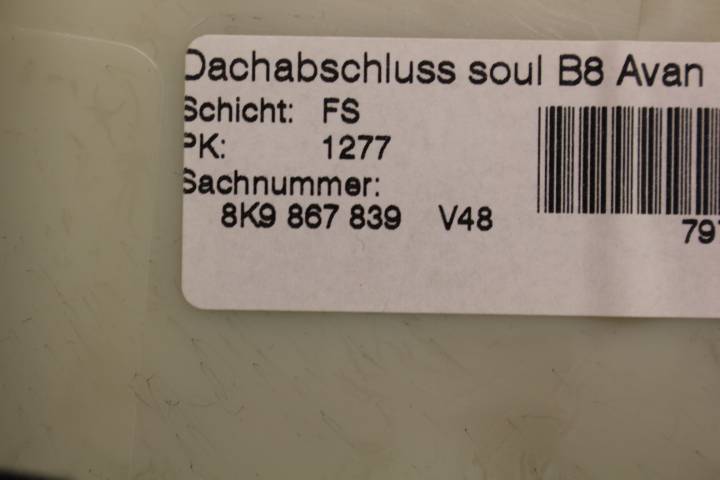 Dachabschluss soul B8 Avan
Schicht: FS
PK: 1277
Sachnummer:
8K9 867 839 V48
79